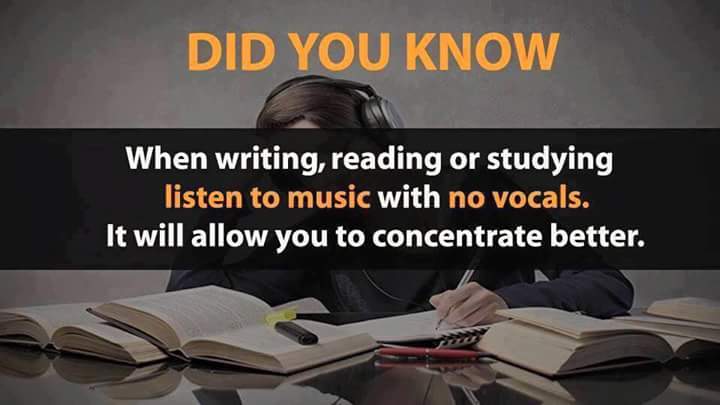 DID YOU KNOW
When writing, reading or studying
listen to music with no vocals.
It will allow you to concentrate better.